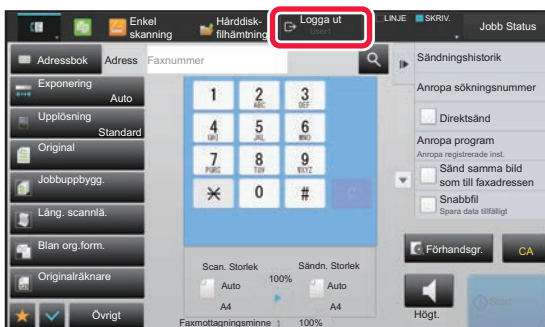 Enkel
skanning
Hårddisk-
filhämtning
Logga ut
User1
LINJE
SKRIV.
Jobb Status
Adressbok
Adress
Faxnummer
Sändningshistorik
Exponering
Auto
Upplösning
Standard
Original
Jobbuppbygg.
Lång. scannlä.
Blan org.form.
Originalräknare
Övrigt
1
2
ABC
3
DEF
4
GHI
5
JKL
6
MNO
7
PQRS
8
TUV
9
WXYZ
0
#
C
Anropa sökningsnummer
Direktsänd
Anropa program
Anropa registrerade inst.
Sänd samma bild
som till faxadressen
Snabbfil
Spara data tillfälligt
Förhandsgr.
CA
Scan. Storlek
100%
Sändn. Storlek
Auto
A4
Auto
A4
Högt.
Start
Faxmottagningsminne : 100%